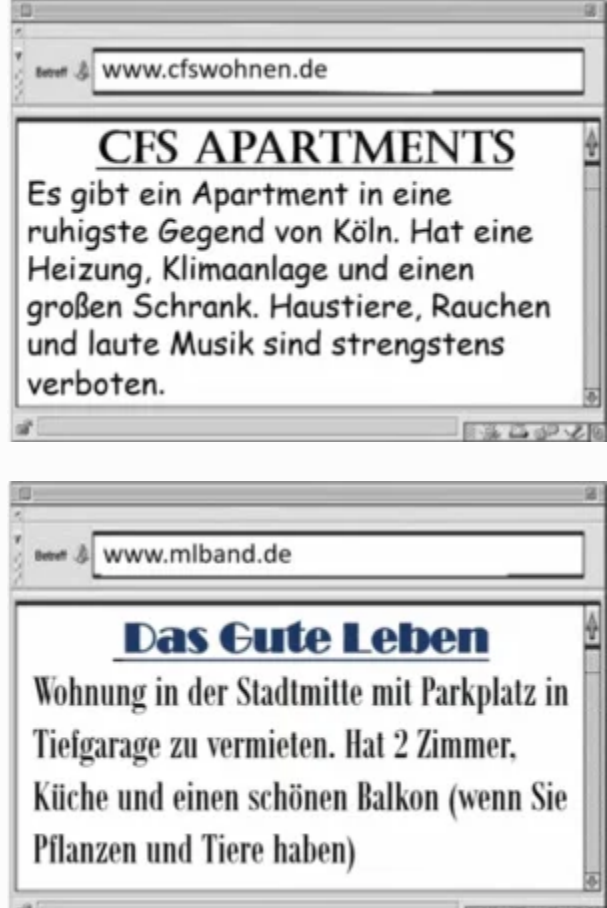 Betreff www.cfswohnen.de
CFS APARTMENTS
Es gibt ein Apartment in eine
ruhigste Gegend von Köln. Hat eine
Heizung, Klimaanlage und einen
großen Schrank. Haustiere, Rauchen
und laute Musik sind strengstens
verboten.
Betreff www.mlband.de
Das Gute Leben
Wohnung in der Stadtmitte mit Parkplatz in
Tiefgarage zu vermieten. Hat 2 Zimmer,
Küche und einen schönen Balkon (wenn Sie
Pflanzen und Tiere haben)